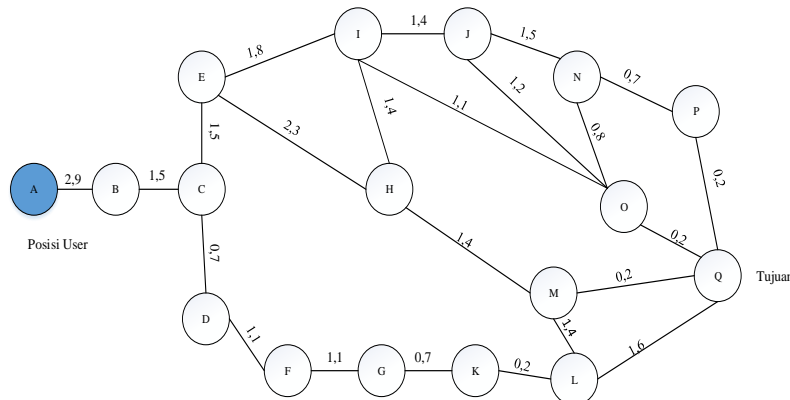 1,4
I
J
1,5
1,8
E
N
0,7
1,2
1,1
1,4
P
1,5
2,3
0,8
A
2,9
B
1,5
C
H
0,2
O
Posisi User
0,7
1,4
0,2
Q
Tujuan
0,2
M
D
1,1
1,4
1,6
F
1,1
G
0,7
K
0,2
L